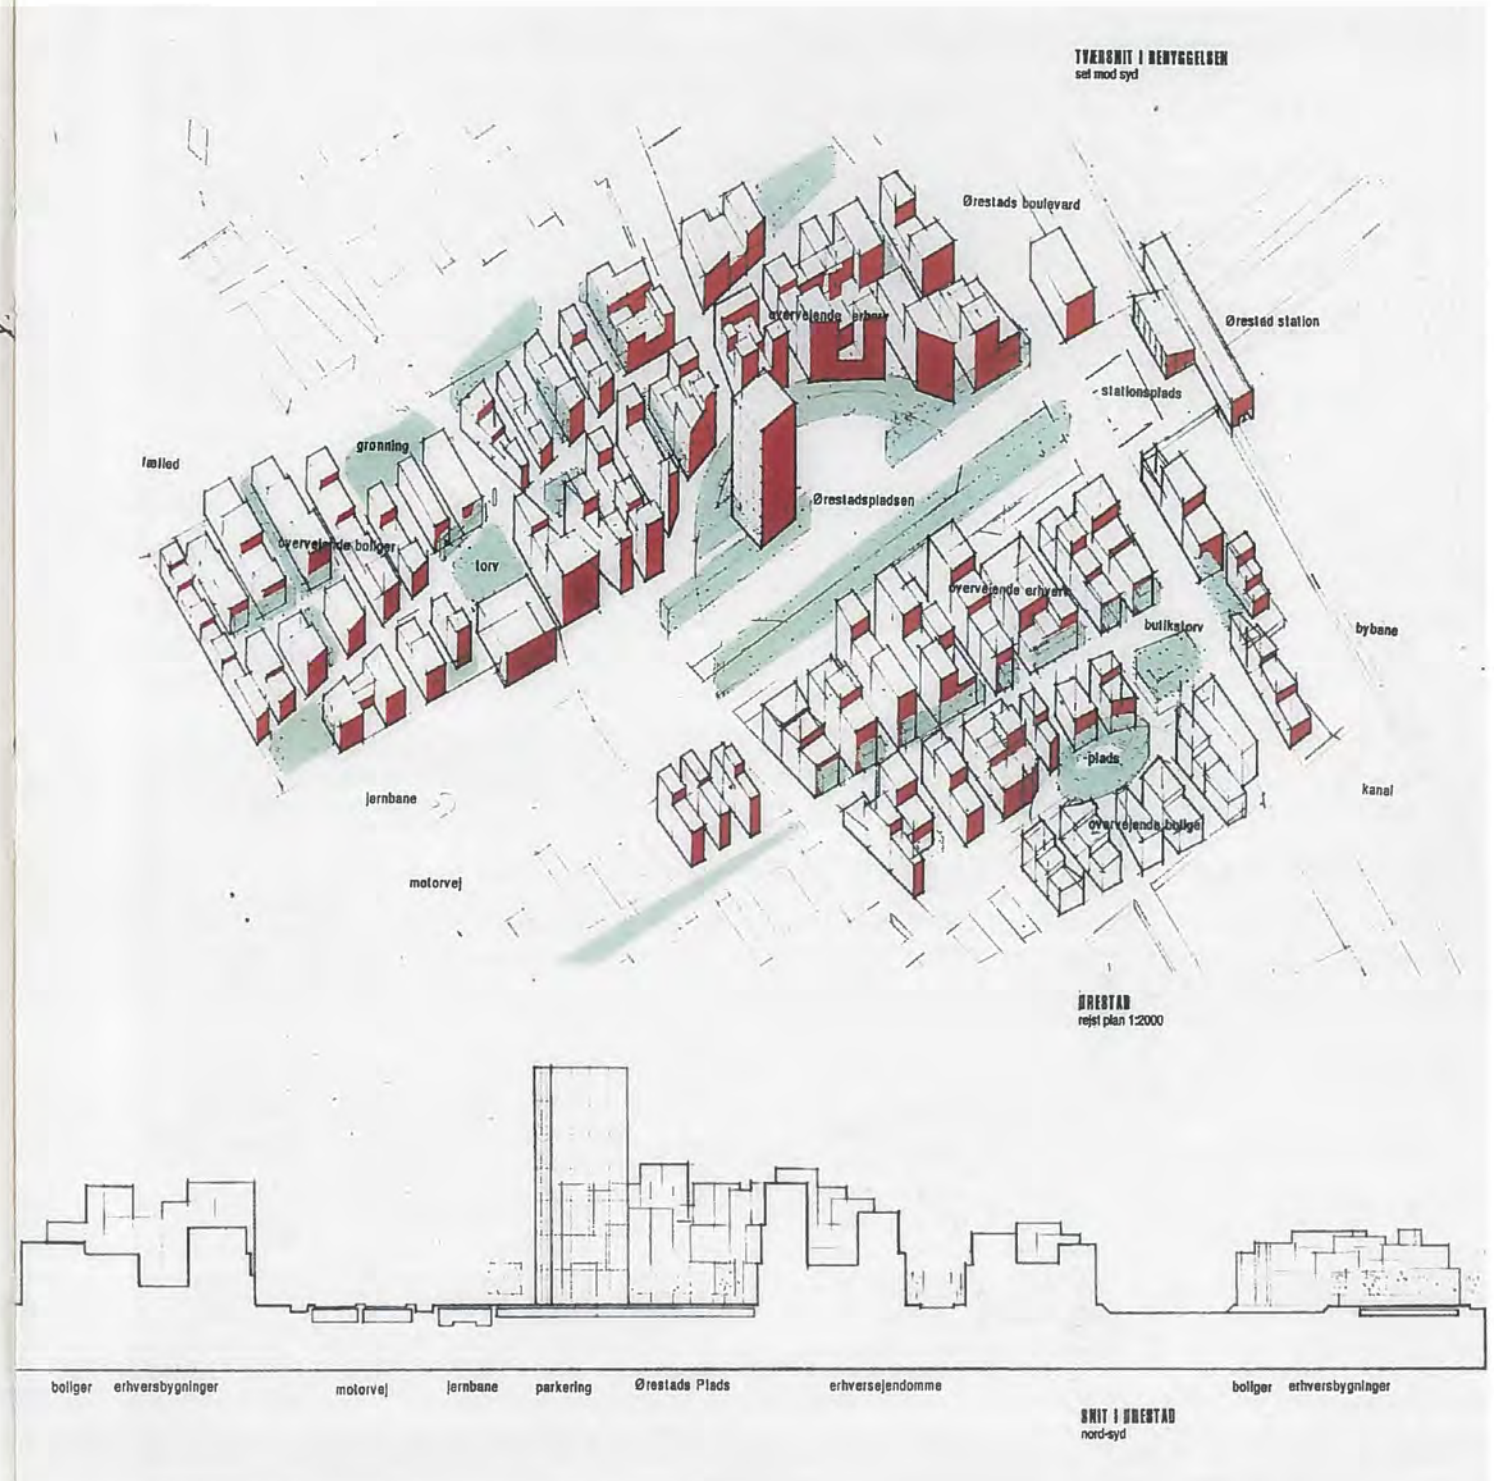 TVÆRSNIT I BEBYGGELSEN
set mod syd
Ørestads boulevard
overvejende erhverv
Ørestad station
stationsplads
grønning
fælled
Ørestadspladsen
overvejende boliger
torv
overvejende erhverv
butikstorv
bybane
plads
kanal
jernbane
overvejende bolige
motorvej
ØRESTAD
rejst plan 1:2000
boliger erhversbygninger motorvej jernbane parkering Ørestads Plads erhversejendomme boliger erhversbygninger
SNIT I ØRESTAD
nord-syd